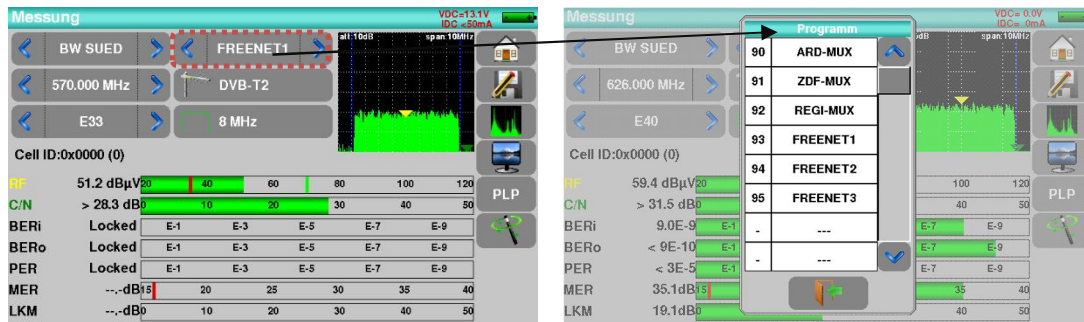 Messung
VDC=13.1V
IDC <50mA
BW SUED
FREENET1
att:10dB span:10MHz
570.000 MHz
DVB-T2
E33
8 MHz
Cell ID:0x0000 (0)
RF 51.2 dBµV 20 40 60 80 100 120
PLP
C/N > 28.3 dB 0 10 20 30 40 50
BERi Locked E-1 E-3 E-5 E-7 E-9
BERo Locked E-1 E-3 E-5 E-7 E-9
PER Locked E-1 E-3 E-5 E-7 E-9
MER --,-dB 15 20 25 30 35 40
LKM --,-dB 0 10 20 30 40 50
Messung
VDC= 0.0V
IDC= 0mA
Programm
BW SUED
dB span:10MHz
626.000 MHz
E40
90 ARD-MUX
91 ZDF-MUX
92 REGI-MUX
93 FREENET1
94 FREENET2
95 FREENET3
- ---
- ---
Cell ID:0x0000 (0)
RF 59.4 dBµV 20 100 120
PLP
C/N > 31.5 dB 0 40 50
BERi 9.0E-9 E-1 E-7 E-9
BERo < 9E-10 E-1 E-7 E-9
PER < 3E-5 E-1 E-7 E-9
MER 35.1dB 15 35 40
LKM 19.1dB 0 40 50